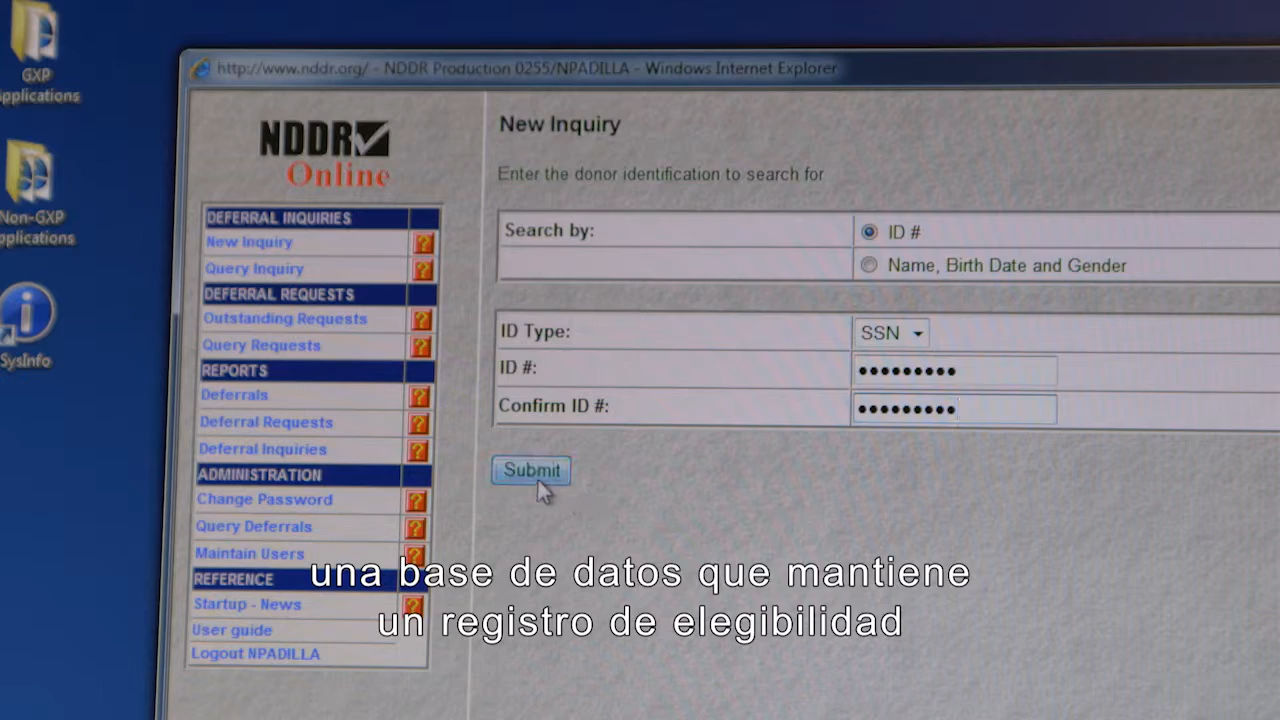 GXP
Applications
Non-GXP
Applications
SysInfo
http://www.nddr.org/ - NDDR Production 0255/NPADILLA - Windows Internet Explorer
NDDR
Online
DEFERRAL INQUIRIES
New Inquiry ?
Query Inquiry ?
DEFERRAL REQUESTS
Outstanding Requests ?
Query Requests ?
REPORTS
Deferrals ?
Deferral Requests ?
Deferral Inquiries ?
ADMINISTRATION
Change Password ?
Query Deferrals ?
Maintain Users ?
REFERENCE
Startup - News ?
User guide
Logout NPADILLA
New Inquiry
Enter the donor identification to search for
Search by: ID #
Name, Birth Date and Gender
ID Type: SSN
ID #: •••••••••
Confirm ID #: •••••••••
Submit
una base de datos que mantiene
un registro de elegibilidad